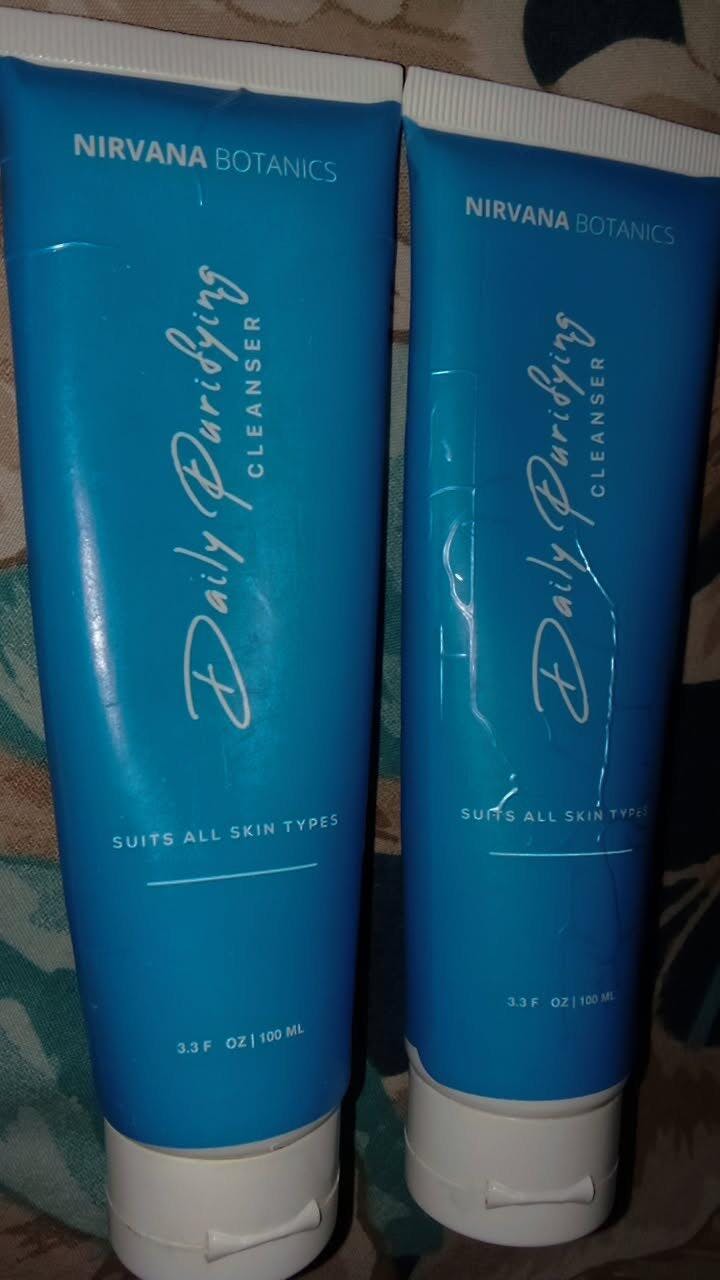 NIRVANA BOTANICS
Daily Purifying
CLEANSER
SUITS ALL SKIN TYPES
3.3 F OZ | 100 ML
NIRVANA BOTANICS
Daily Purifying
CLEANSER
SUITS ALL SKIN TYPES
3.3 F OZ | 100 ML